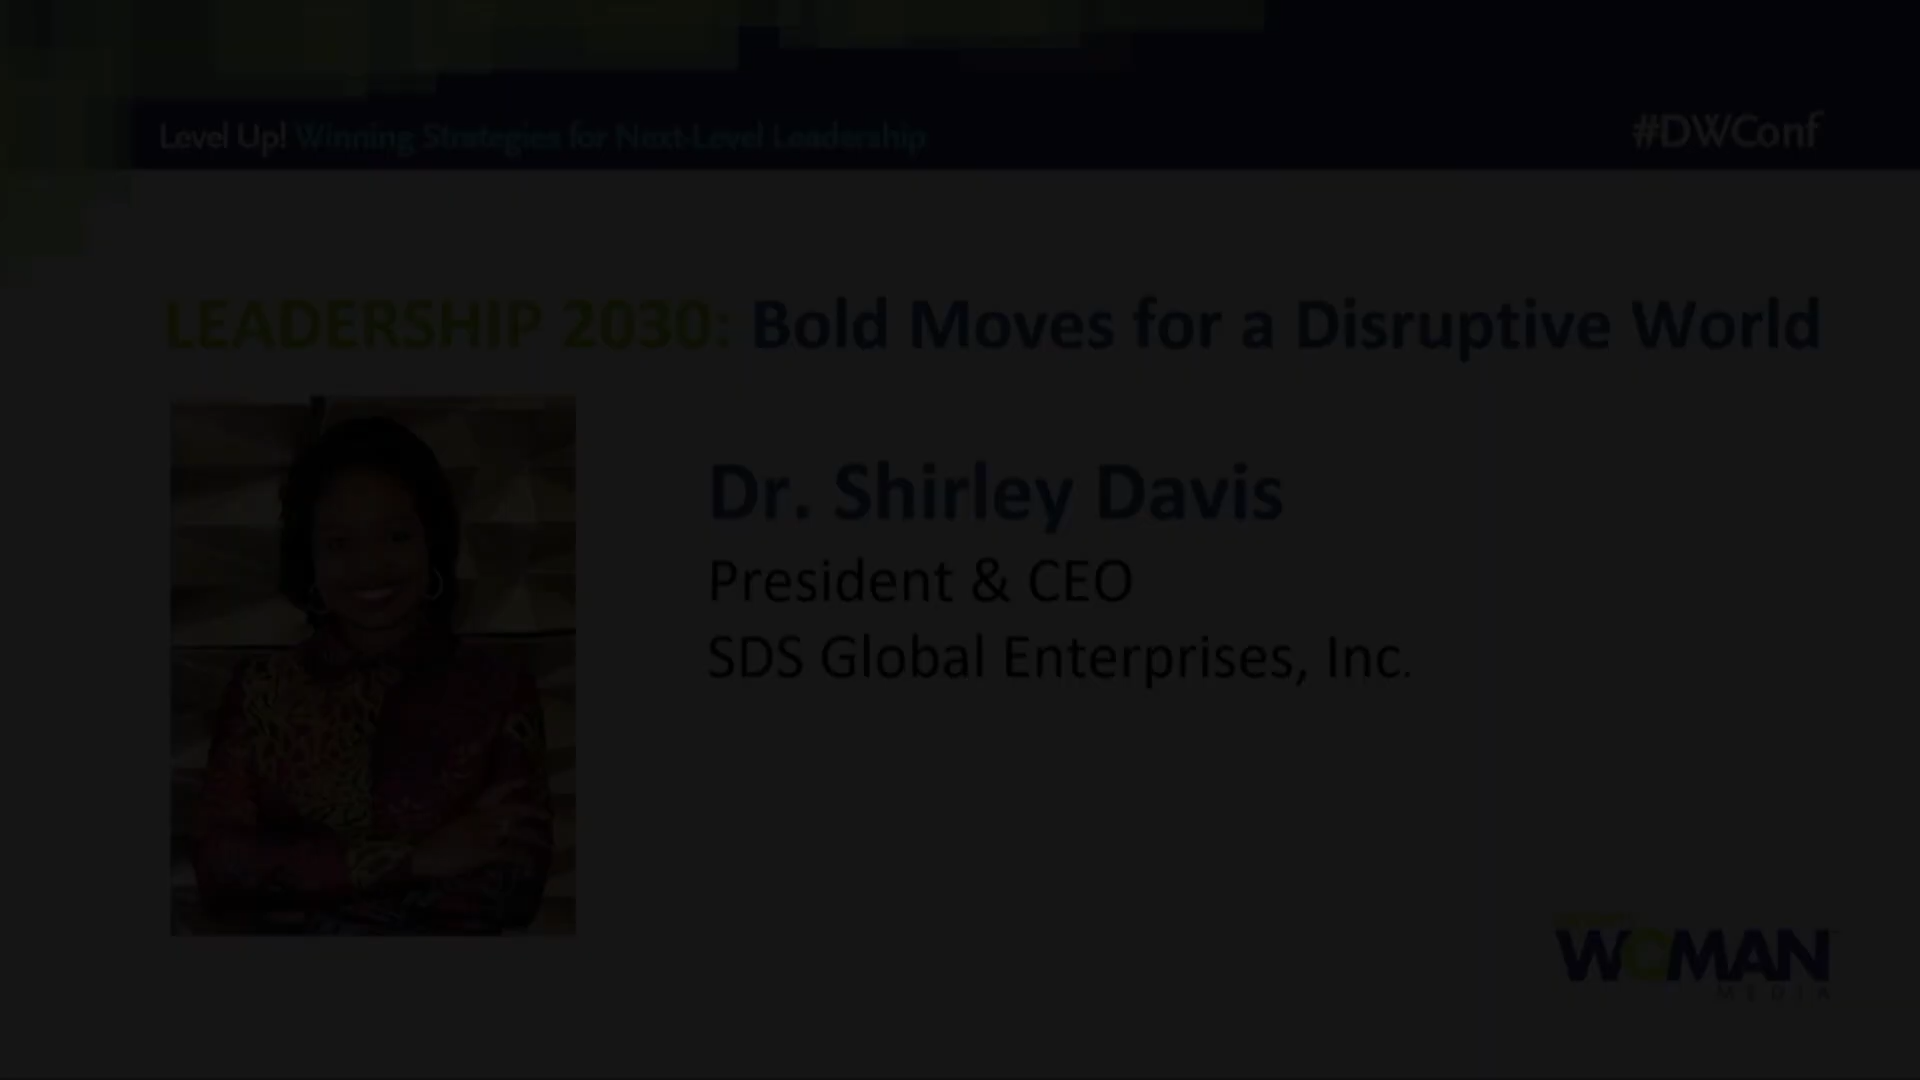 Level Up! Winning Strategies for Next-Level Leadership
#DWConf
LEADERSHIP 2030: Bold Moves for a Disruptive World
Dr. Shirley Davis
President & CEO
SDS Global Enterprises, Inc.
WOMAN
MEDIA